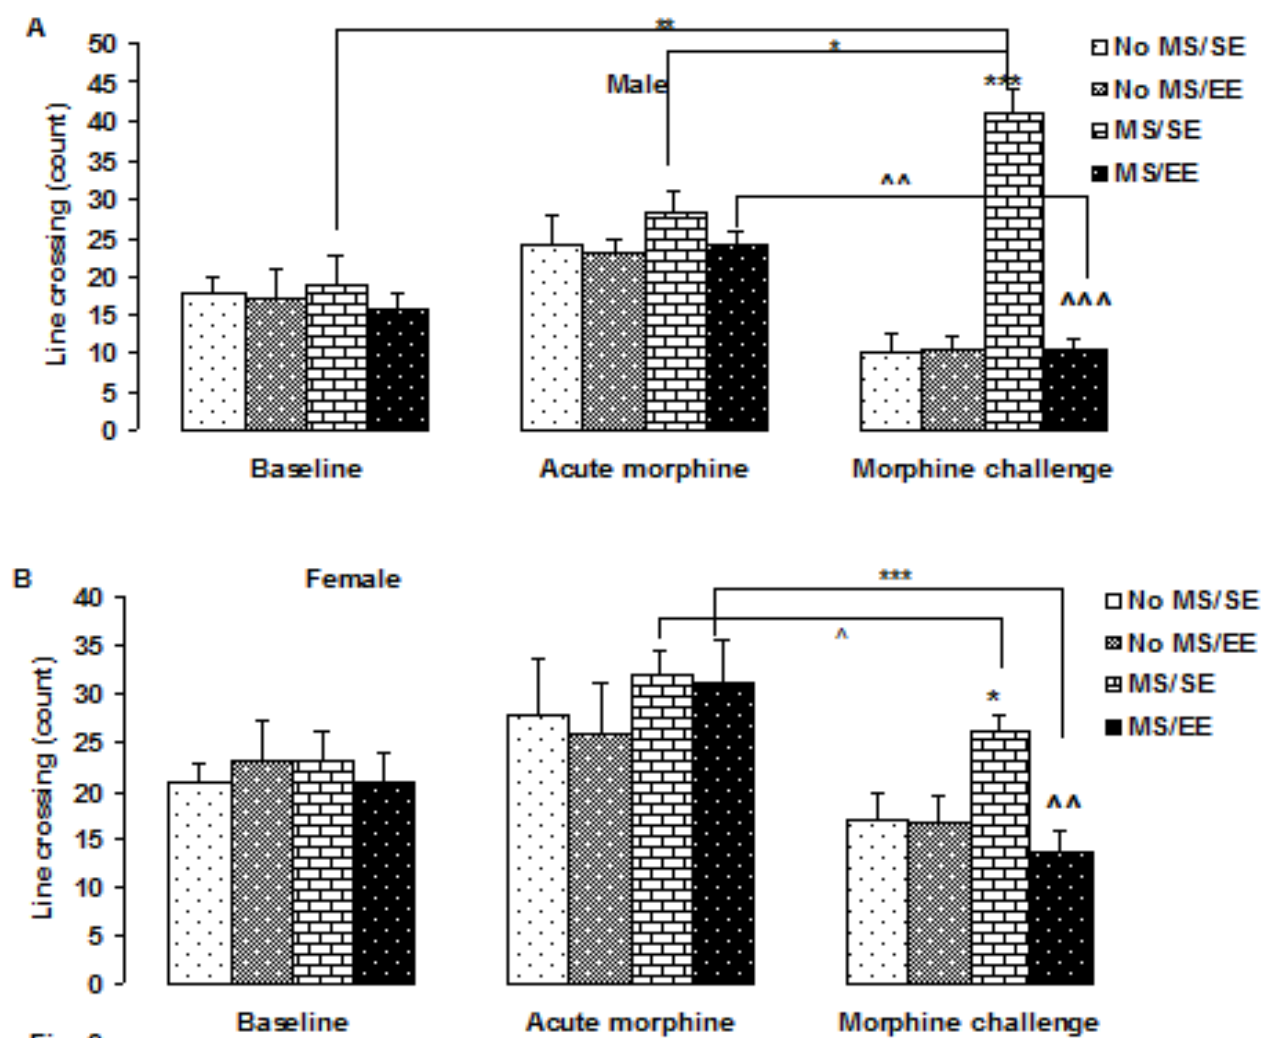 A
**
*
Male
***
^^
^^^
50
45
40
35
30
25
20
15
10
5
0
Line crossing (count)
No MS/SE
No MS/EE
MS/SE
MS/EE
Baseline
Acute morphine
Morphine challenge
B
Female
***
^
*
^^
40
35
30
25
20
15
10
5
0
Line crossing (count)
No MS/SE
No MS/EE
MS/SE
MS/EE
Baseline
Acute morphine
Morphine challenge